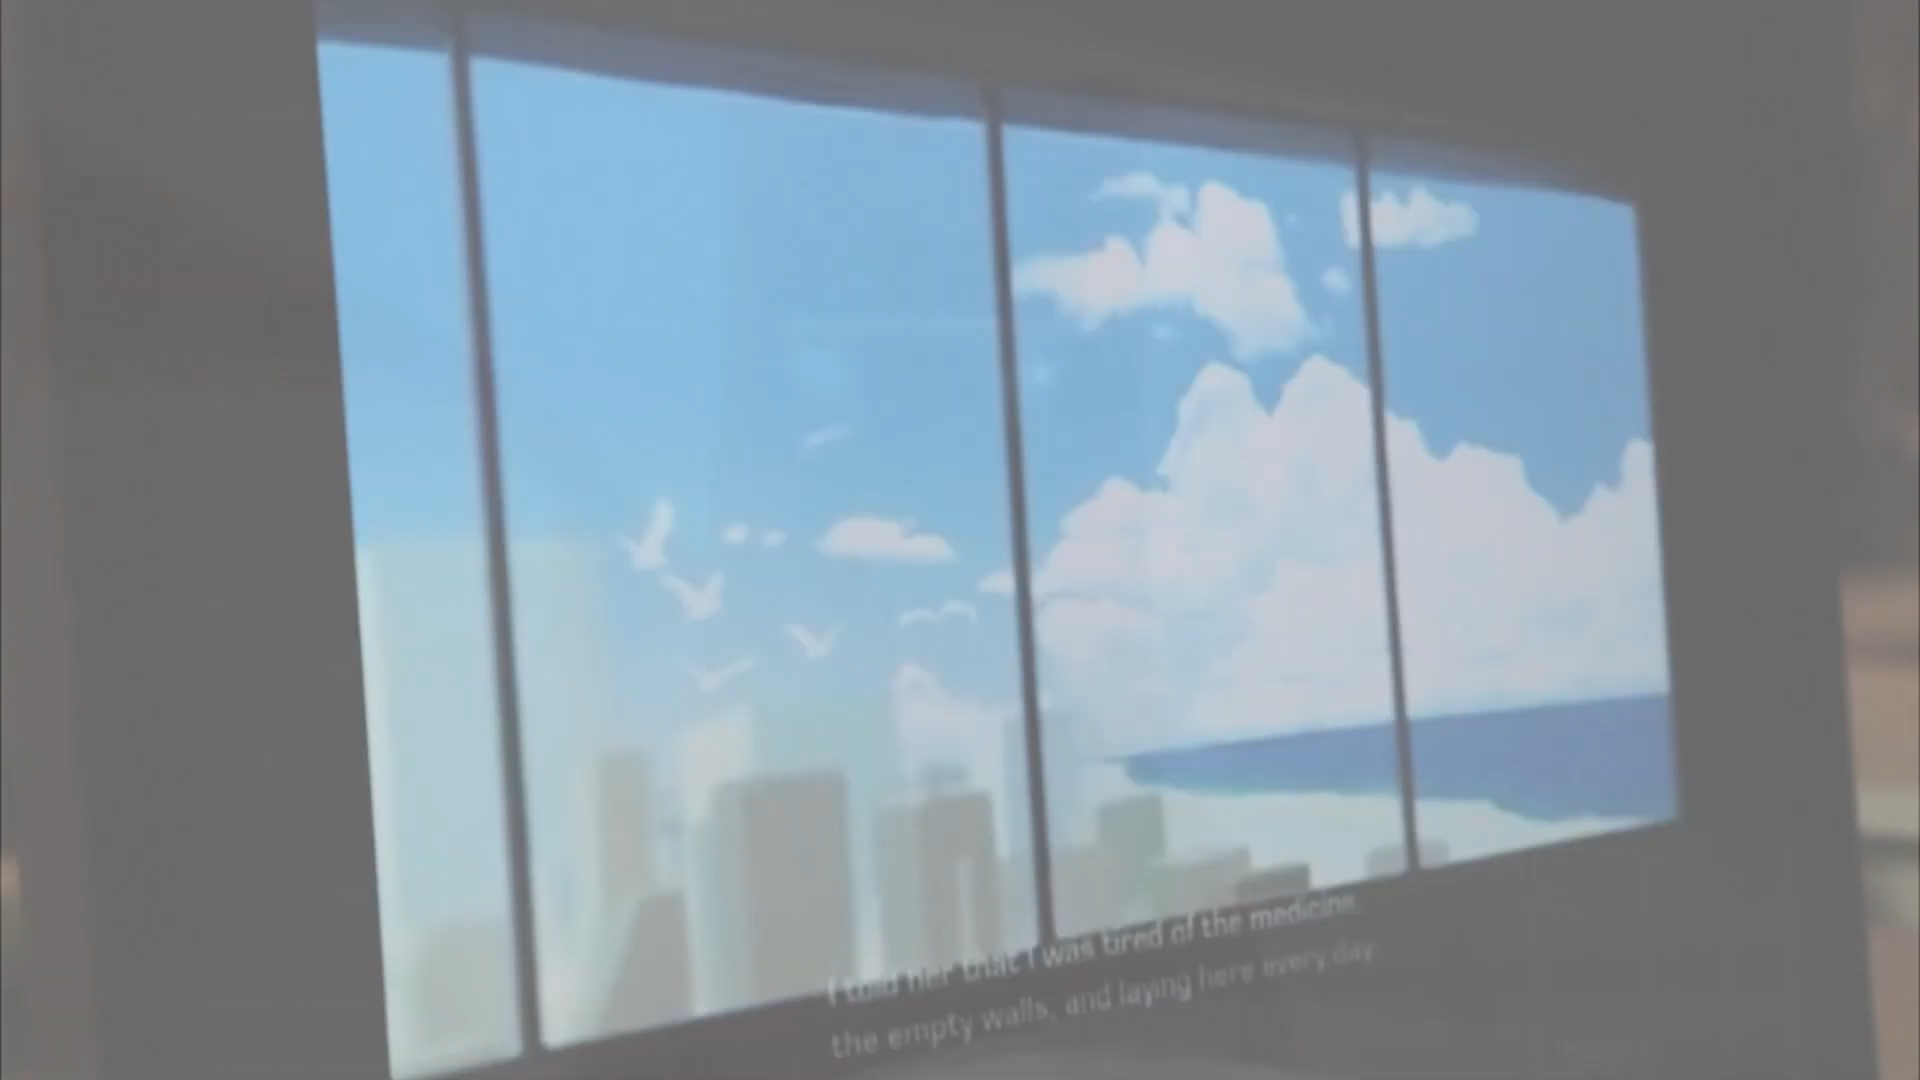 I told her that I was tired of the medicine,
the empty walls, and laying here every day.